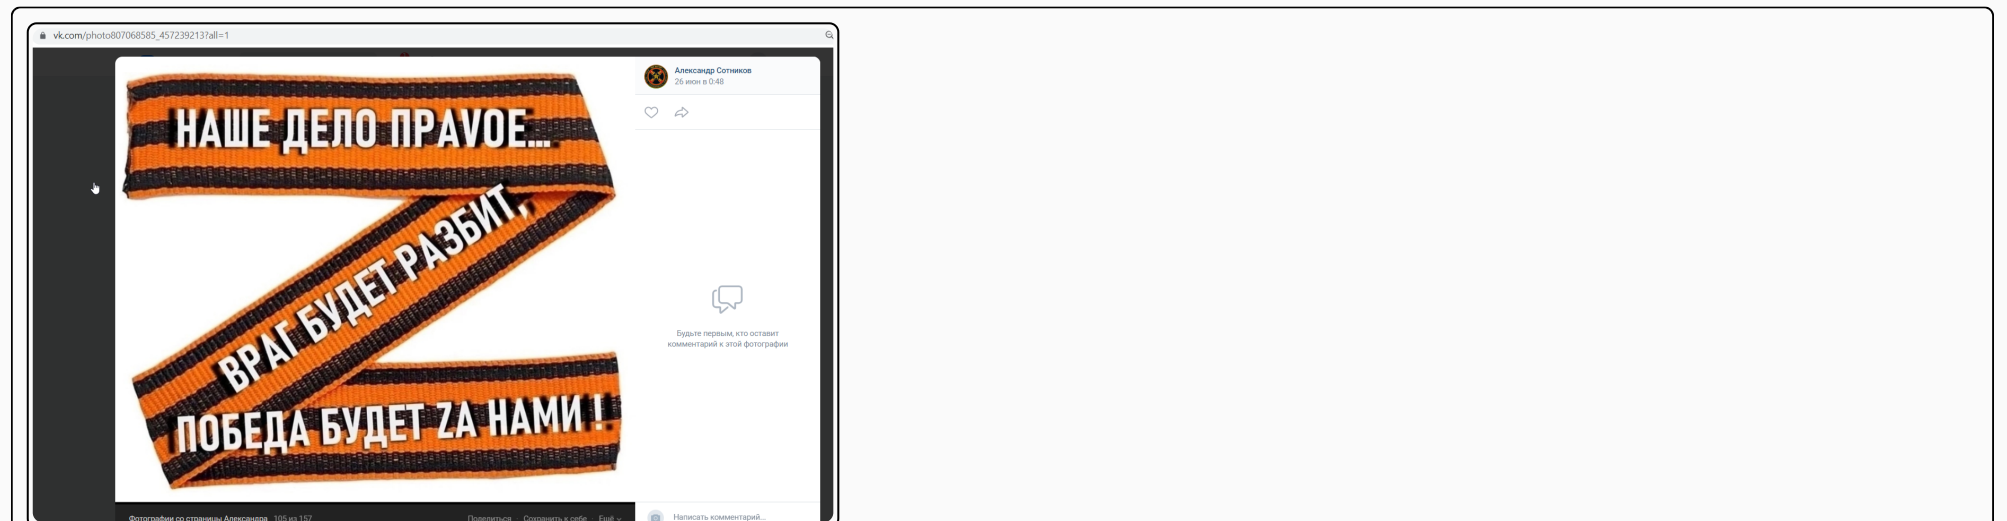 vk.com/photo807068585_457239213?all=1
НАШЕ ДЕЛО ПРАVОЕ...
ВРАГ БУДЕТ РАЗБИТ,
ПОБЕДА БУДЕТ ZА НАМИ !
Александр Сотников
26 июн в 0:48
Будьте первым, кто оставит
комментарий к этой фотографии
Фотографии со страницы Александра 105 из 157
Поделиться Сохранить к себе Ещё
Написать комментарий...